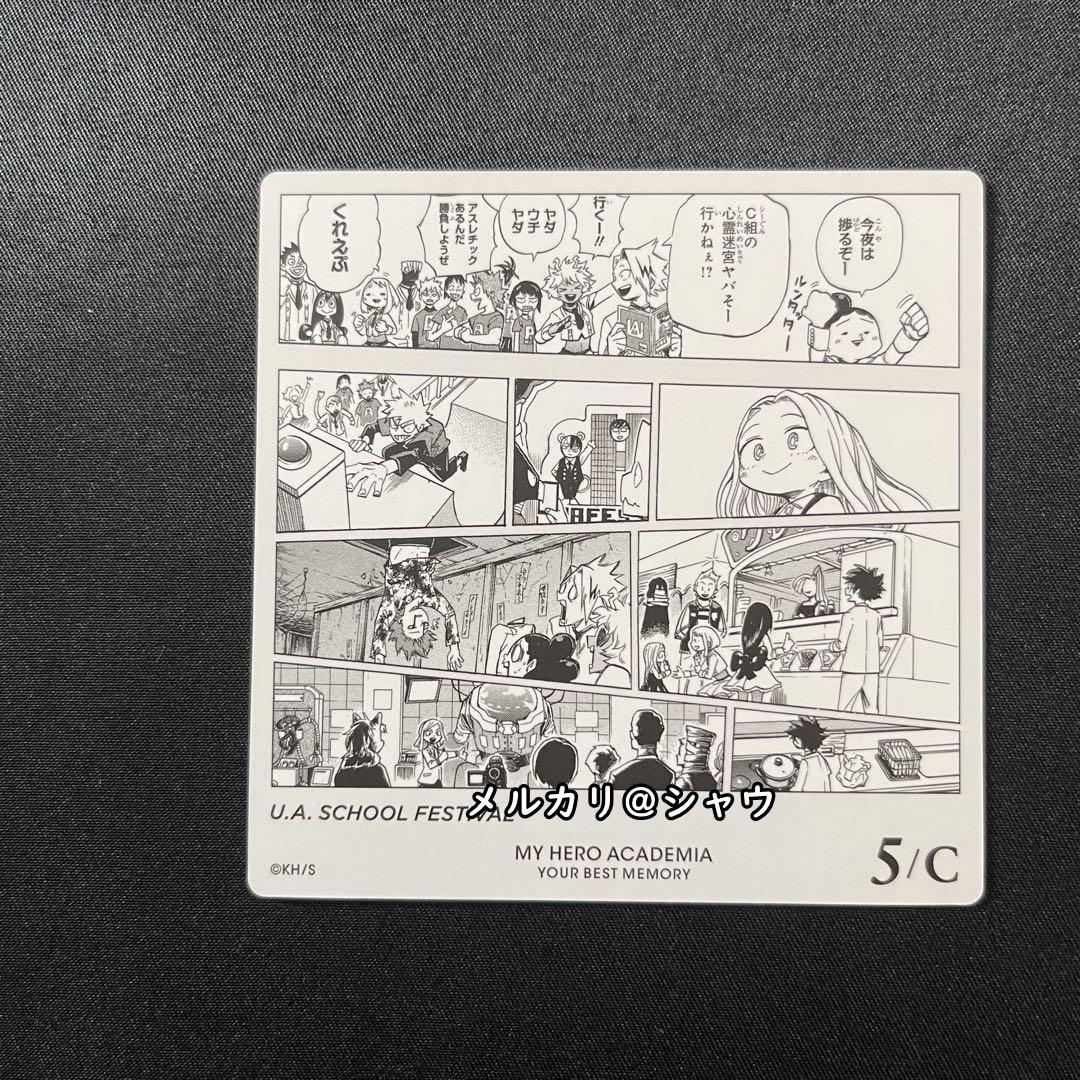 今夜は
捗るぞー
ルンタッター
C組の
心霊迷宮ヤバそー
行かねぇ!?
行くー!!
ヤダ
ウチ
ヤダ
アスレチック
あるんだ
勝負しようぜ
くれえぷ
AFE
メルカリ@シャウ
U.A. SCHOOL FESTIVAL
MY HERO ACADEMIA
YOUR BEST MEMORY
©KH/S
5/C